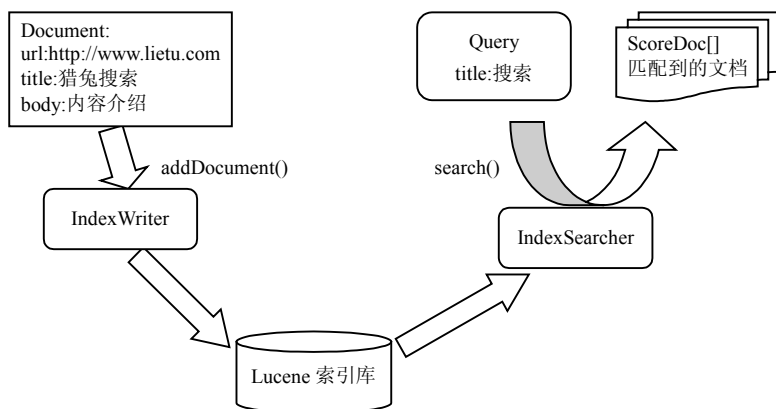 Document:
url:http://www.lietu.com
title:猎兔搜索
body:内容介绍
addDocument()
IndexWriter
Lucene 索引库
Query
title:搜索
search()
IndexSearcher
ScoreDoc[]
匹配到的文档